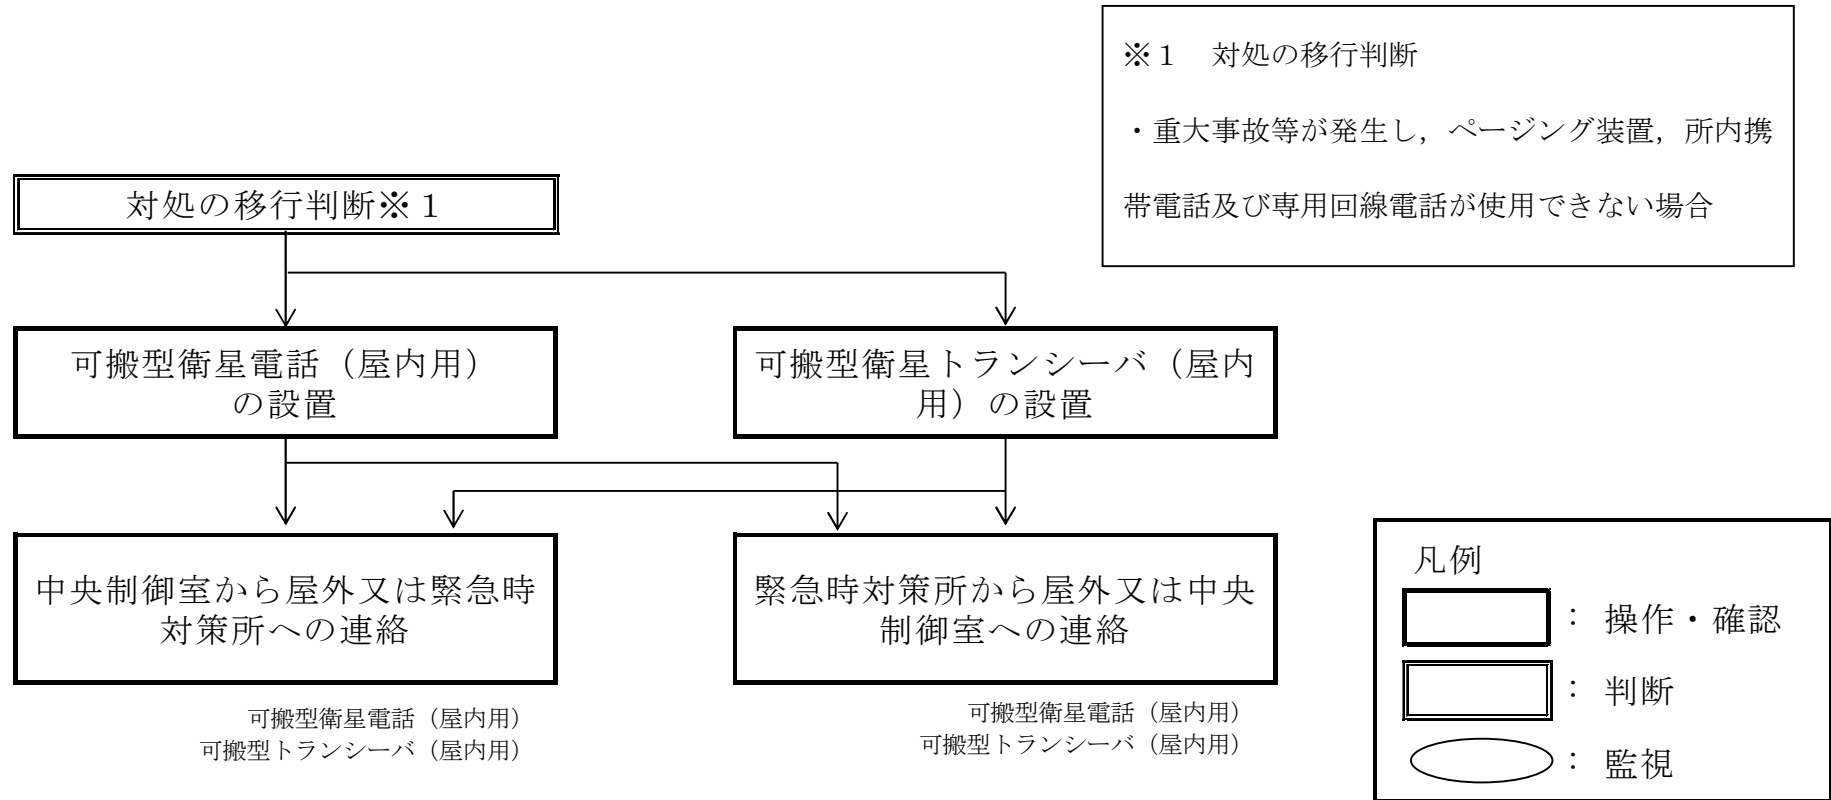 ※１　対処の移行判断
・重大事故等が発生し，ページング装置，所内携
帯電話及び専用回線電話が使用できない場合
対処の移行判断※１
可搬型衛星電話（屋内用）
の設置
可搬型衛星トランシーバ（屋内
用）の設置
中央制御室から屋外又は緊急時
対策所への連絡
緊急時対策所から屋外又は中央
制御室への連絡
可搬型衛星電話（屋内用）
可搬型トランシーバ（屋内用）
可搬型衛星電話（屋内用）
可搬型トランシーバ（屋内用）
凡例
： 操作・確認
： 判断
： 監視